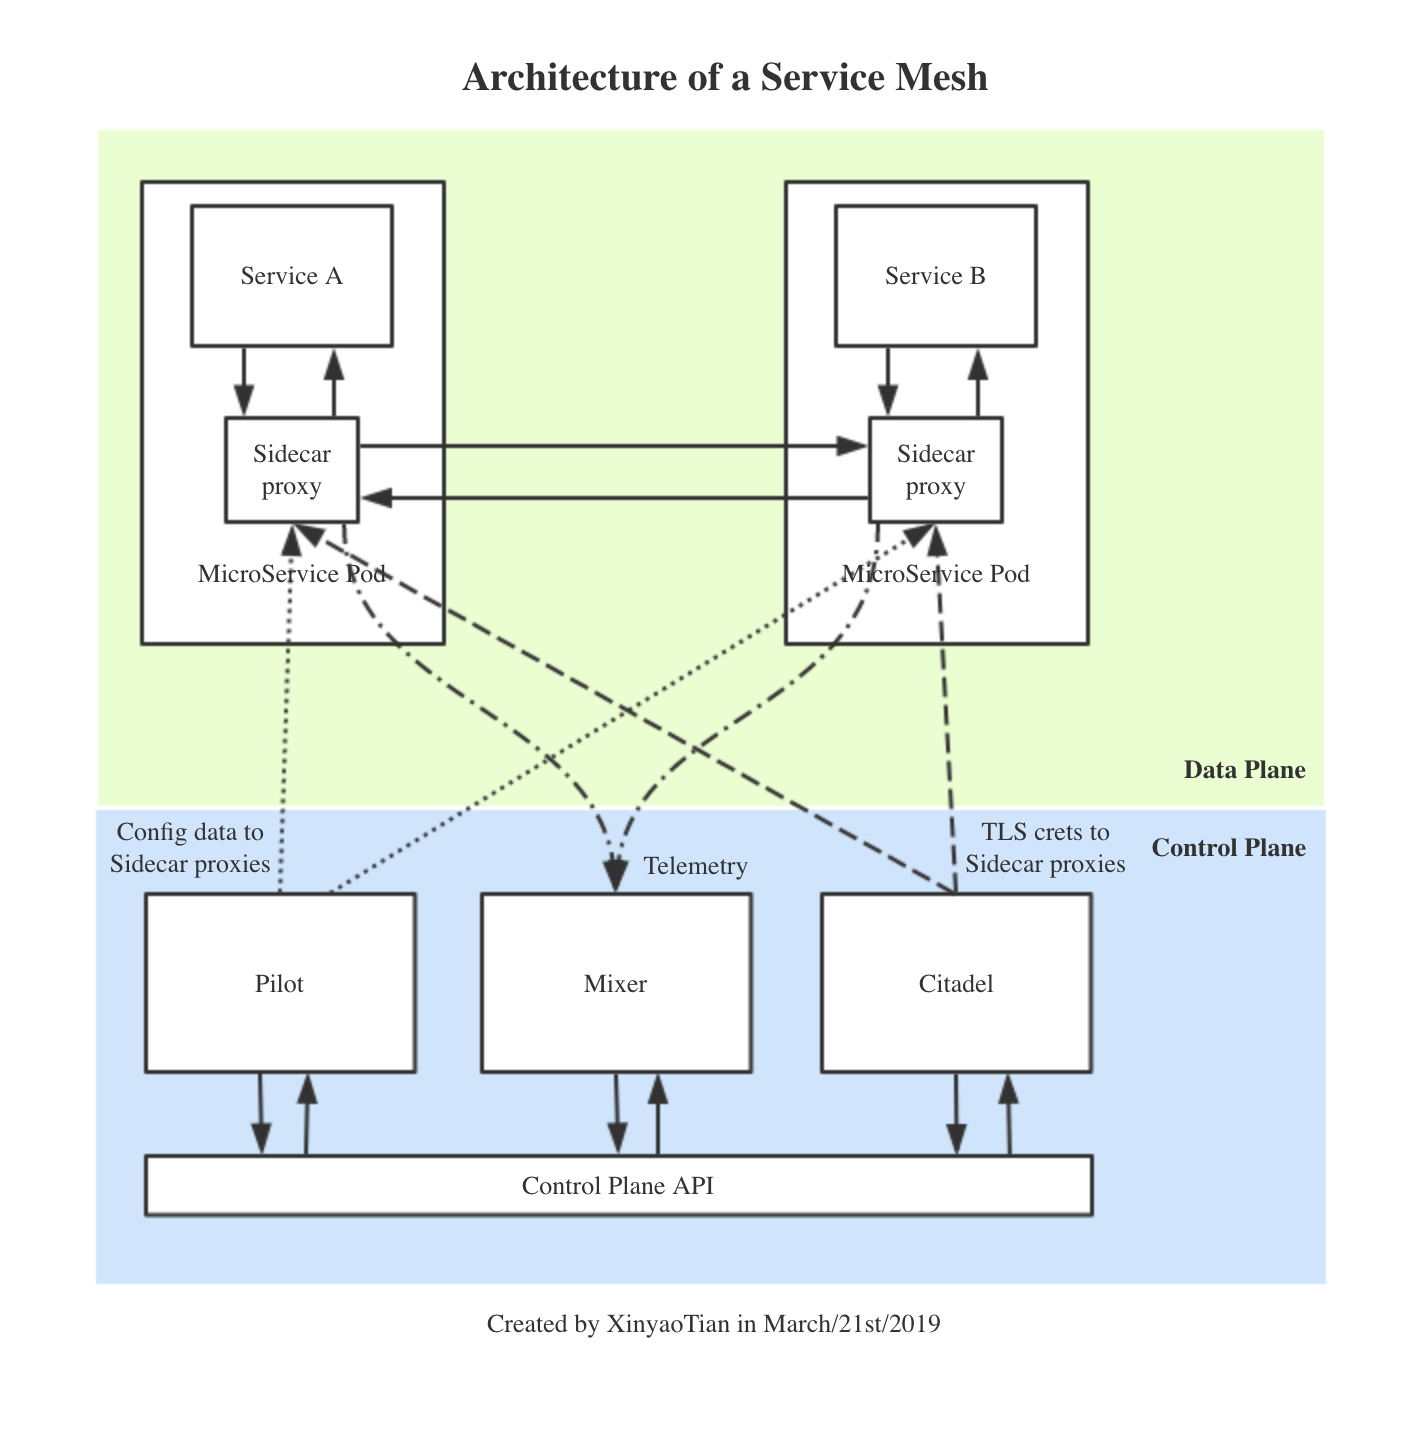 Architecture of a Service Mesh
Service A
Service B
Sidecar
proxy
Sidecar
proxy
MicroService Pod
MicroService Pod
Data Plane
Config data to
Sidecar proxies
TLS crets to
Sidecar proxies
Control Plane
Telemetry
Pilot
Mixer
Citadel
Control Plane API
Created by XinyaoTian in March/21st/2019